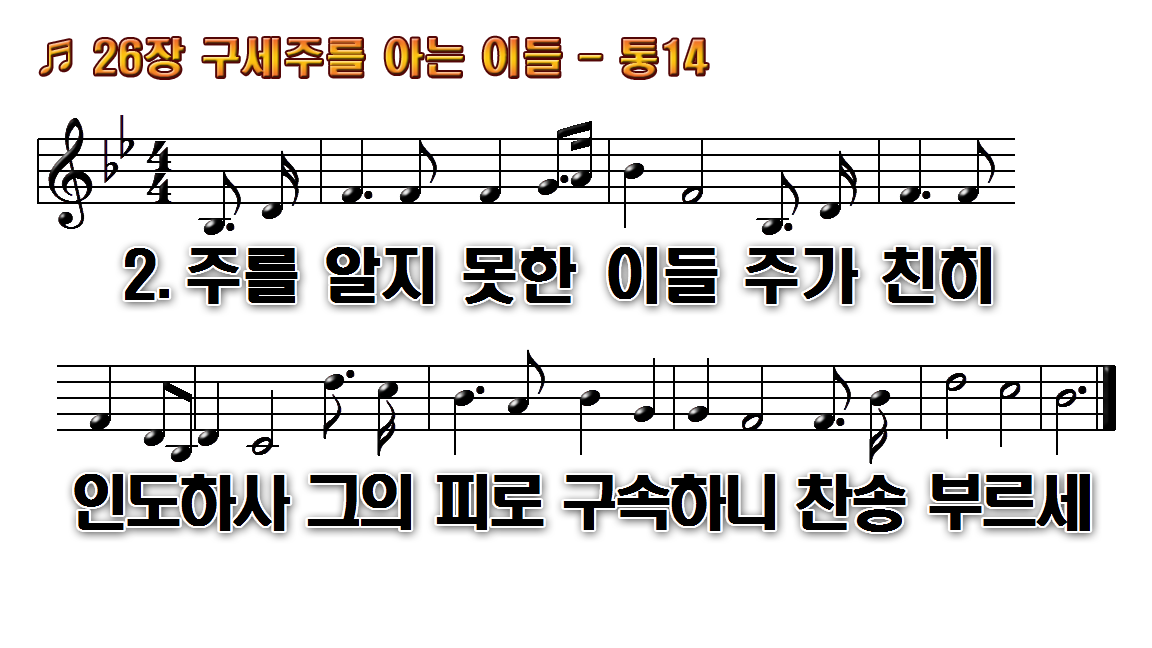 ♬ 26장 구세주를 아는 이들 - 통14
4
4
2. 주를 알지 못한 이들 주가 친히
인도하사 그의 피로 구속하니 찬송 부르세